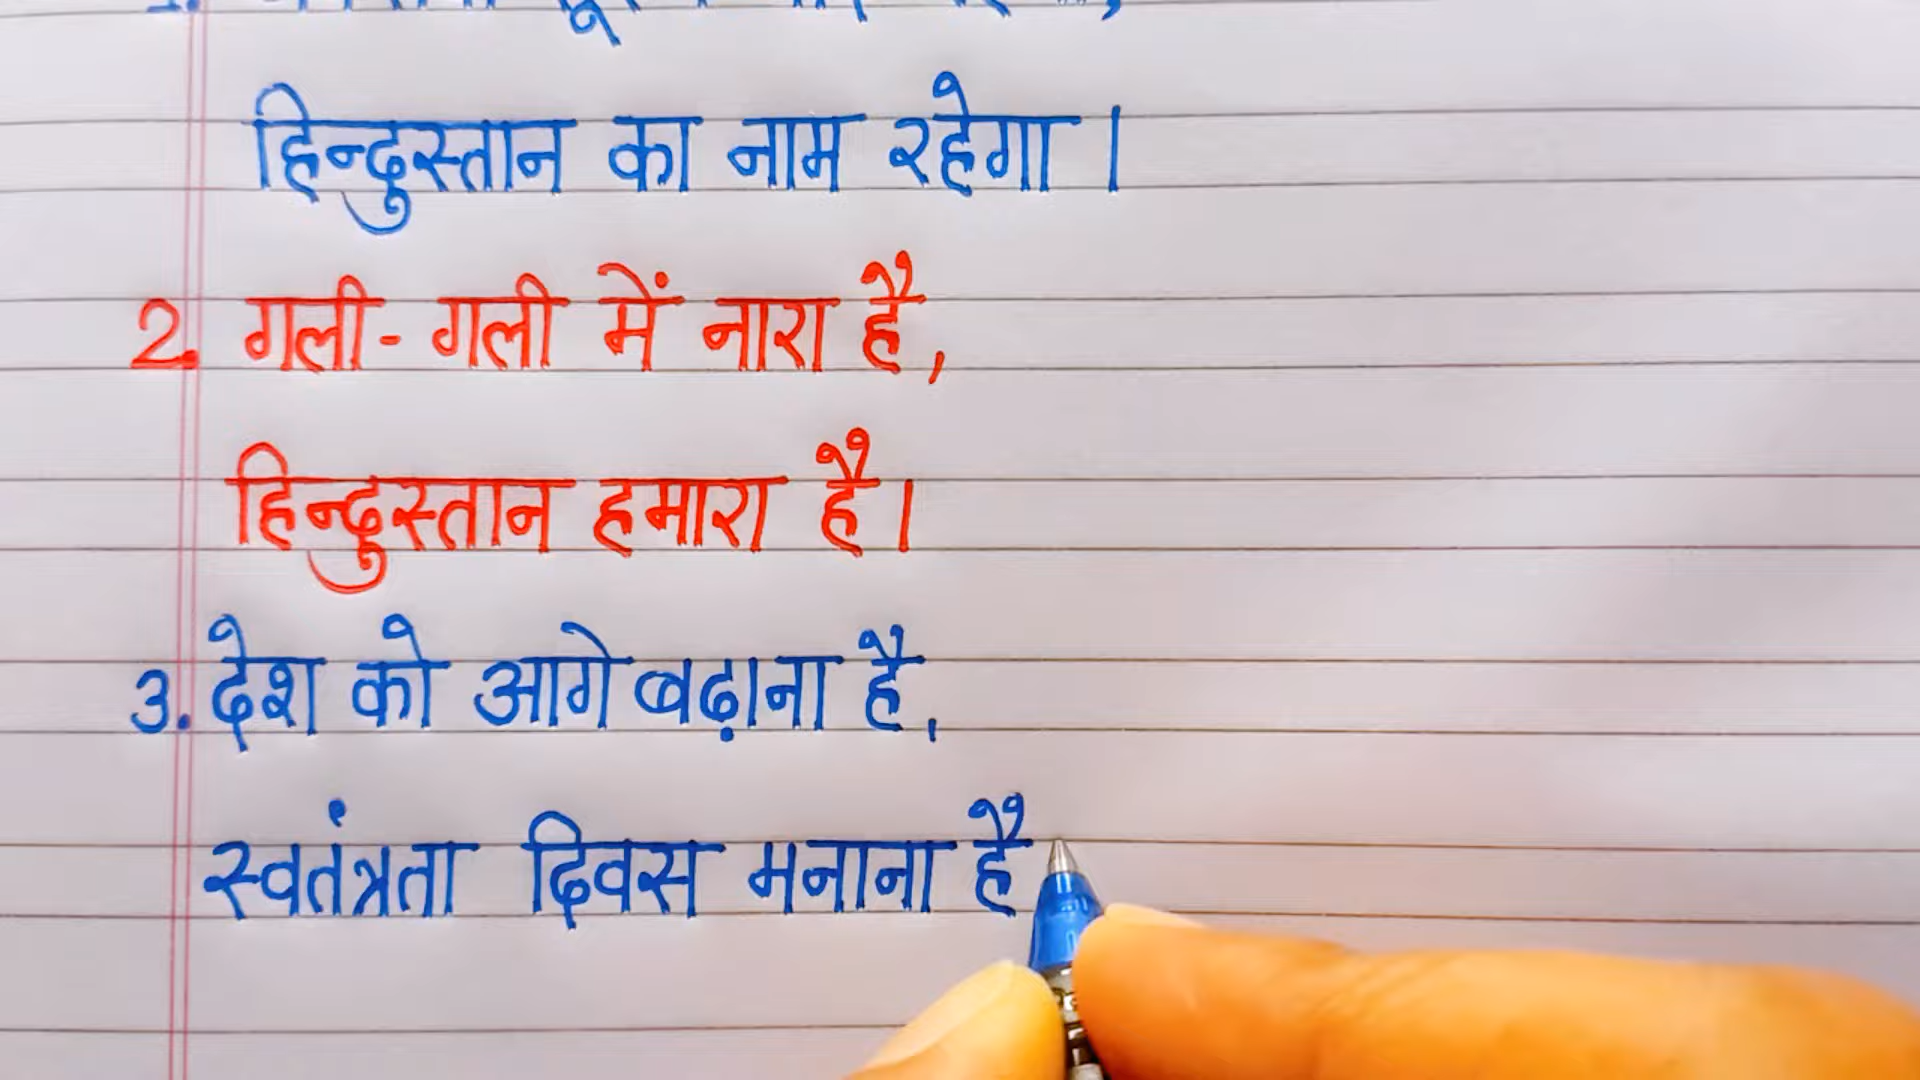 हिन्दुस्तान का नाम रहेगा ।
2. गली-गली में नारा है,
हिन्दुस्तान हमारा है।
3. देश को आगे बढ़ाना है,
स्वतंत्रता दिवस मनाना है